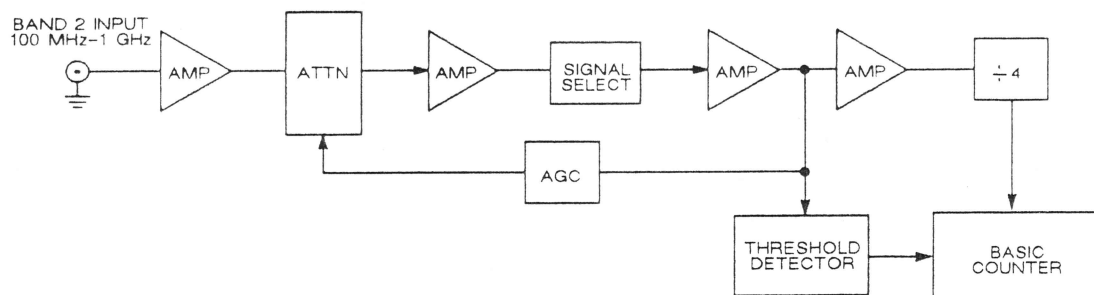 BAND 2 INPUT
100 MHz-1 GHz
AMP
ATTN
AMP
SIGNAL
SELECT
AMP
AMP
÷4
AGC
THRESHOLD
DETECTOR
BASIC
COUNTER